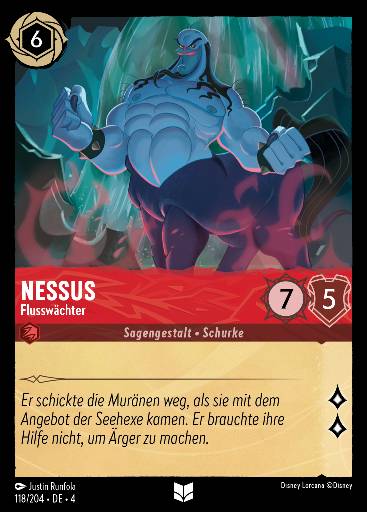 6
NESSUS
Flusswächter
7
5
Sagengestalt • Schurke
Er schickte die Muränen weg, als sie mit dem
Angebot der Seehexe kamen. Er brauchte ihre
Hilfe nicht, um Ärger zu machen.
Justin Runfola
Disney Lorcana ©Disney
118/204 • DE • 4